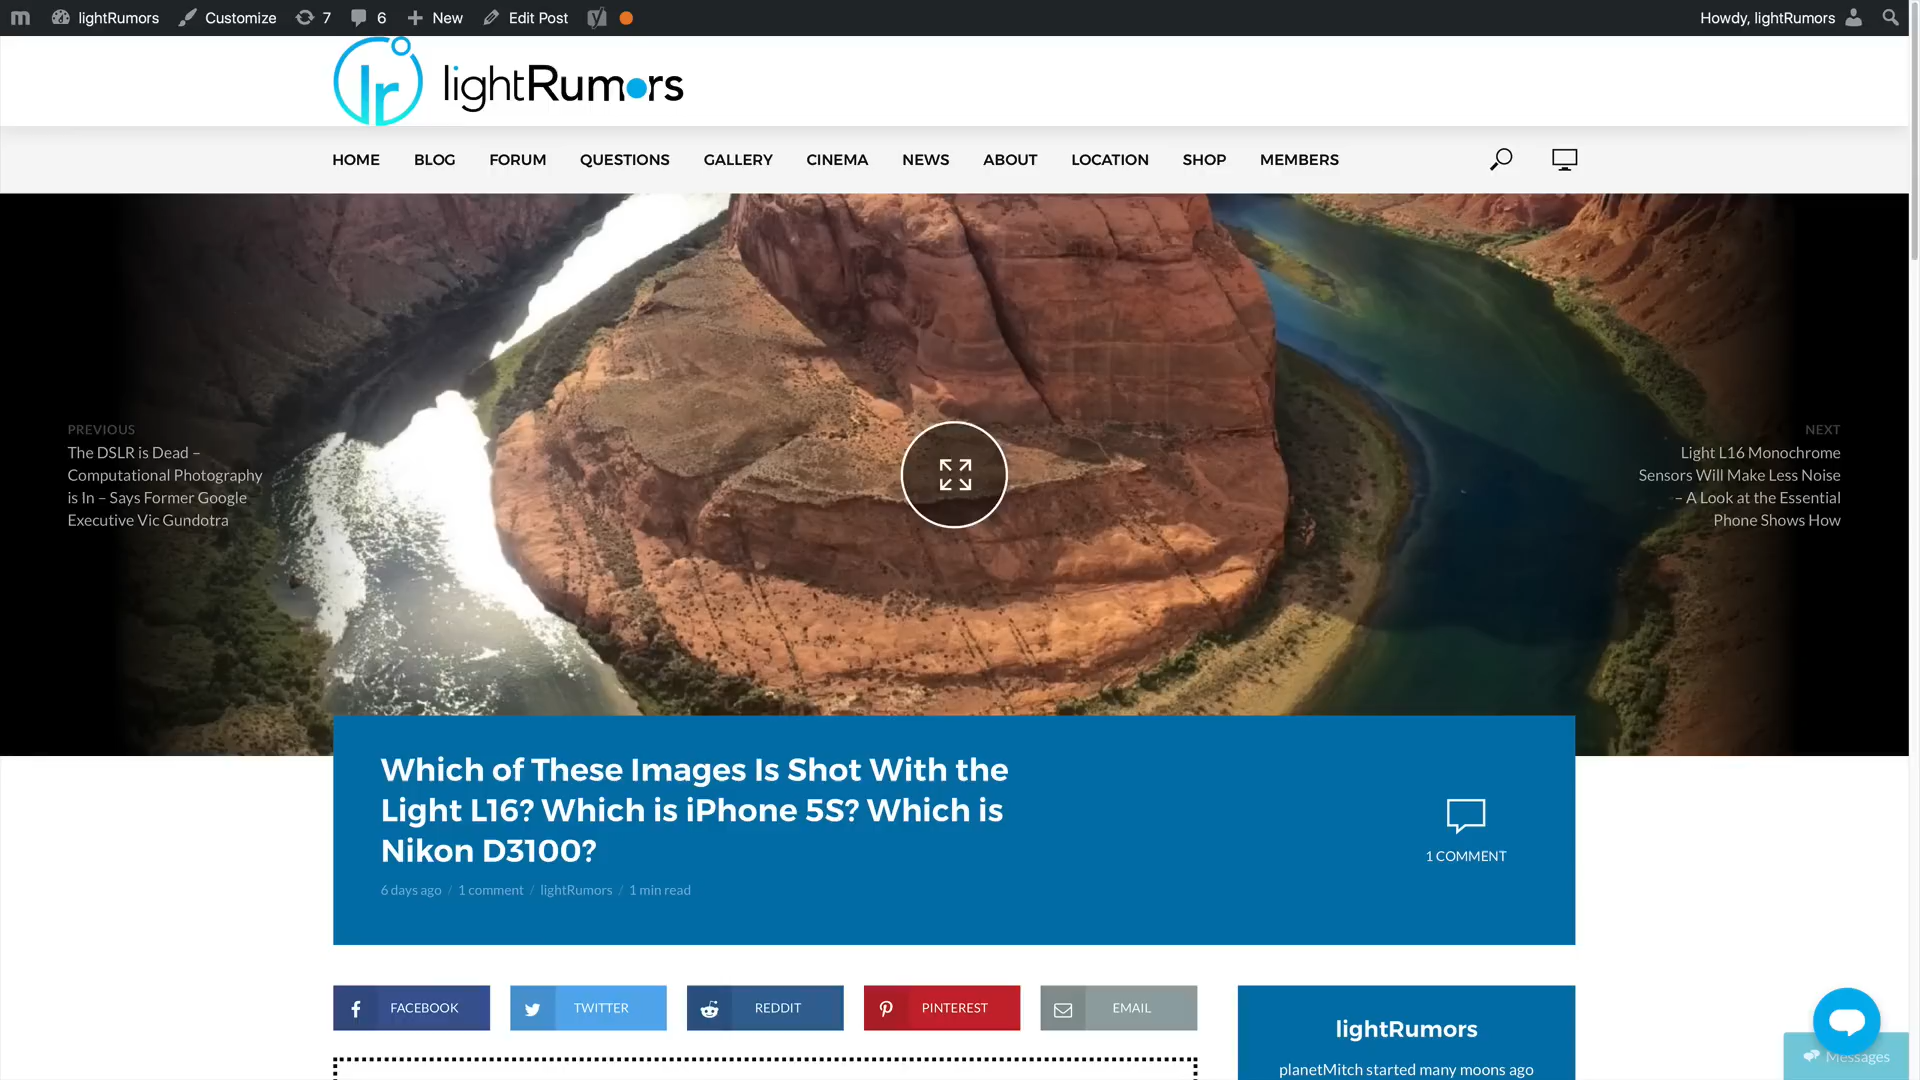 lightRumors
Customize
7
6
New
Edit Post
Howdy, lightRumors
lr lightRumors
HOME BLOG FORUM QUESTIONS GALLERY CINEMA NEWS ABOUT LOCATION SHOP MEMBERS
PREVIOUS
The DSLR is Dead –
Computational Photography
is In – Says Former Google
Executive Vic Gundotra
NEXT
Light L16 Monochrome
Sensors Will Make Less Noise
– A Look at the Essential
Phone Shows How
Which of These Images Is Shot With the
Light L16? Which is iPhone 5S? Which is
Nikon D3100?
6 days ago / 1 comment / lightRumors / 1 min read
1 COMMENT
FACEBOOK
TWITTER
REDDIT
PINTEREST
EMAIL
lightRumors
planetMitch started many moons ago
Messages